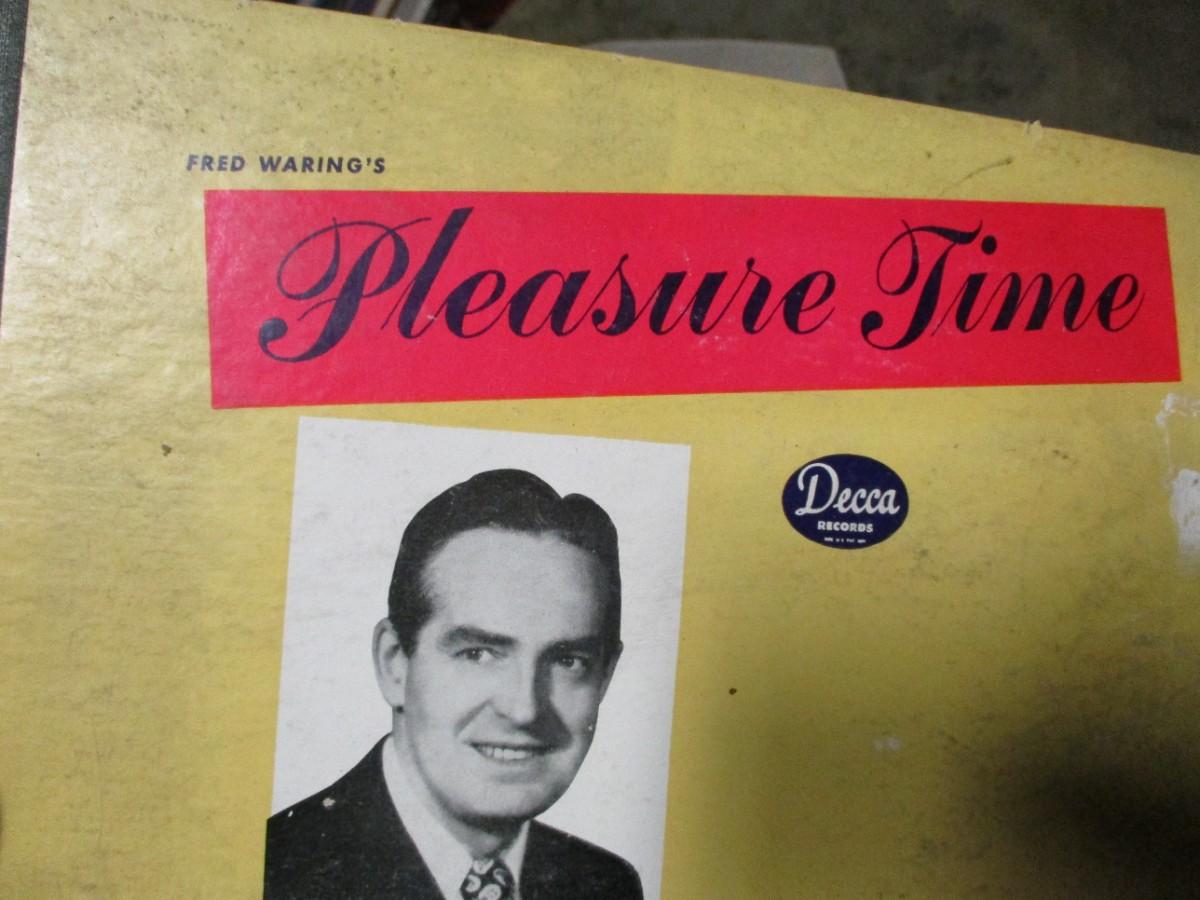 FRED WARING'S
Pleasure Time
Decca
RECORDS